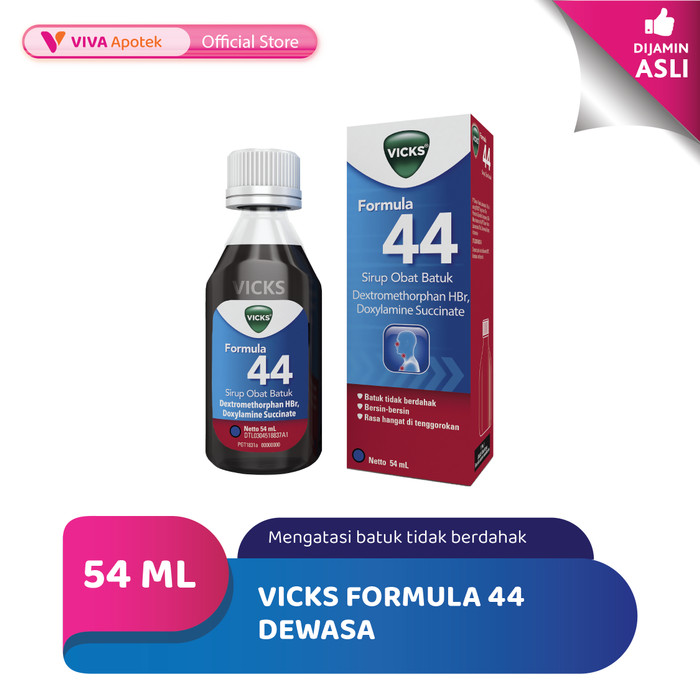 VIVA Apotek
Official Store
DIJAMIN
ASLI
VICKS
VICKS
Formula
44
Sirup Obat Batuk
Dextromethorphan HBr,
Doxylamine Succinate
Netto 54 mL
DTL0304518837A1
VICKS
Formula
44
Sirup Obat Batuk
Dextromethorphan HBr,
Doxylamine Succinate
Batuk tidak berdahak
Bersin-bersin
Rasa hangat di tenggorokan
Netto 54 mL
Formula
44
54 ML
Mengatasi batuk tidak berdahak
VICKS FORMULA 44
DEWASA